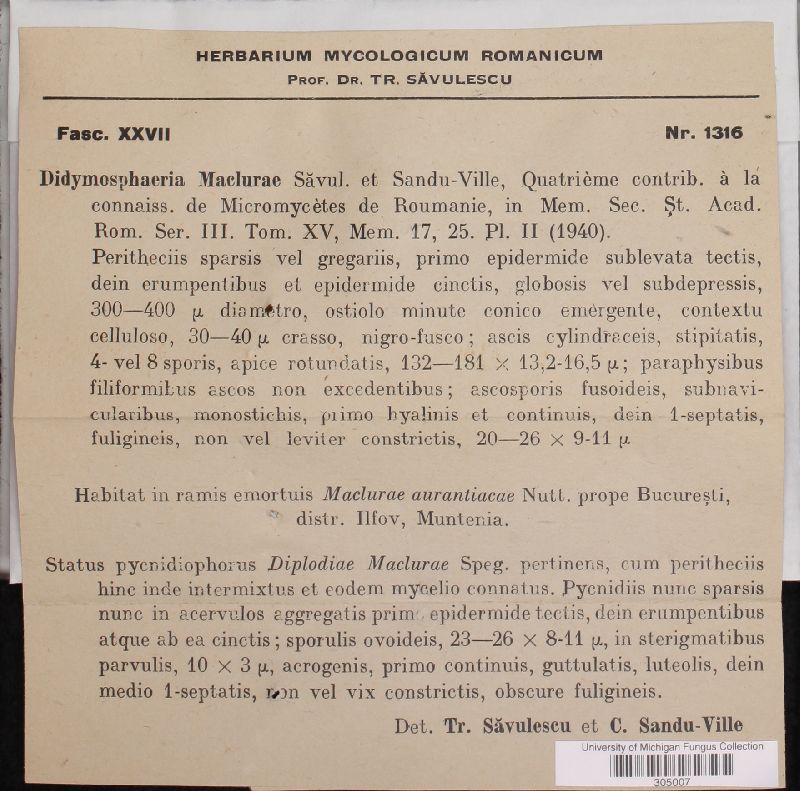 HERBARIUM MYCOLOGICUM ROMANICUM
PROF. DR. TR. SĂVULESCU
Fasc. XXVII
Nr. 1316
Didymosphaeria Maclurae Săvul. et Sandu-Ville, Quatrième contrib. à la
connaiss. de Micromycètes de Roumanie, in Mem. Sec. Șt. Acad.
Rom. Ser. III. Tom. XV, Mem. 17, 25. Pl. II (1940).
Peritheciis sparsis vel gregariis, primo epidermide sublevata tectis,
dein erumpentibus et epidermide cinctis, globosis vel subdepressis,
300—400 µ diametro, ostiolo minute conico emergente, contextu
celluloso, 30—40 µ crasso, nigro-fusco; ascis cylindraceis, stipitatis,
4- vel 8 sporis, apice rotundatis, 132—181 × 13,2-16,5 µ; paraphysibus
filiformibus ascos non excedentibus; ascosporis fusoideis, subnavi-
cularibus, monostichis, primo hyalinis et continuis, dein 1-septatis,
fuligineis, non vel leviter constrictis, 20—26 × 9-11 µ
Habitat in ramis emortuis Maclurae aurantiacae Nutt. prope București,
distr. Ilfov, Muntenia.
Status pycnidiophorus Diplodiae Maclurae Speg. pertinens, cum peritheciis
hinc inde intermixtus et eodem mycelio connatus. Pycnidiis nunc sparsis
nunc in acervulos aggregatis prim epidermide tectis, dein erumpentibus
atque ab ea cinctis; sporulis ovoideis, 23—26 × 8-11 µ, in sterigmatibus
parvulis, 10 × 3 µ, acrogenis, primo continuis, guttulatis, luteolis, dein
medio 1-septatis, non vel vix constrictis, obscure fuligineis.
Det. Tr. Săvulescu et C. Sandu-Ville
University of Michigan Fungus Collection
305007